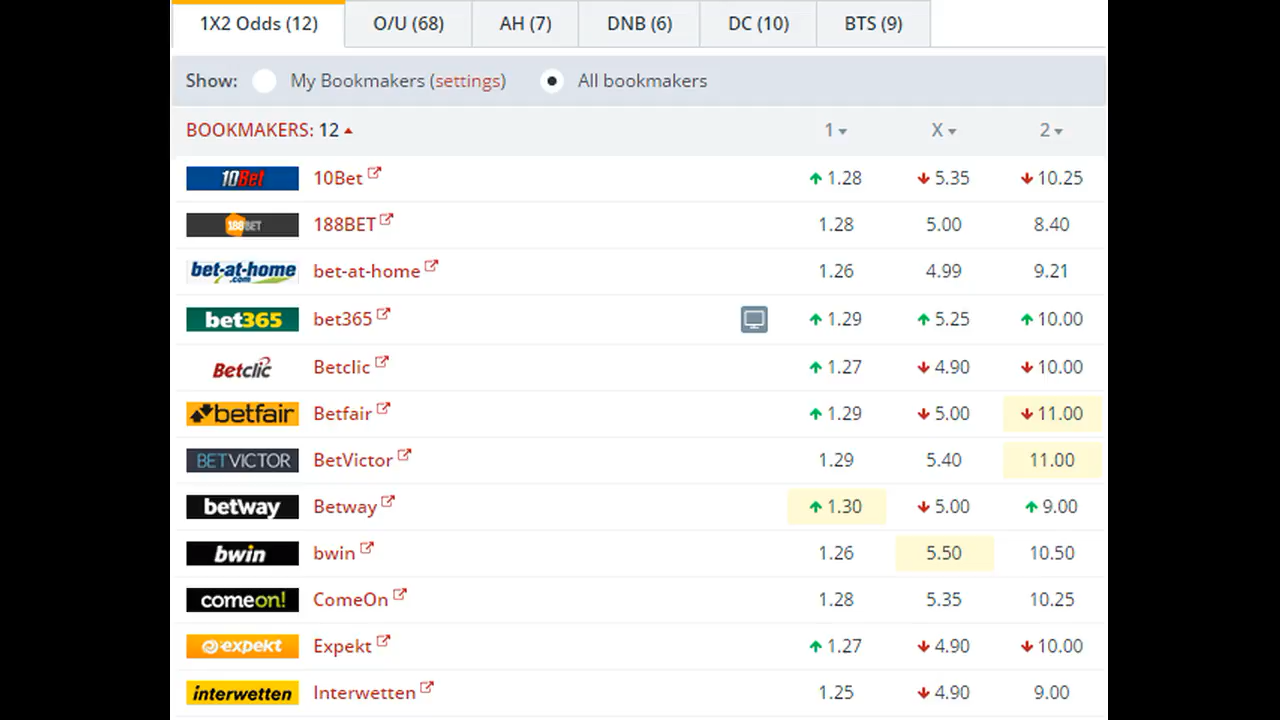 1X2 Odds (12) O/U (68) AH (7) DNB (6) DC (10) BTS (9)
Show: My Bookmakers (settings) All bookmakers
BOOKMAKERS: 12 1 X 2
10Bet 10Bet 1.28 5.35 10.25
188BET 188BET 1.28 5.00 8.40
bet-at-home .com bet-at-home 1.26 4.99 9.21
bet365 bet365 1.29 5.25 10.00
Betclic Betclic 1.27 4.90 10.00
betfair Betfair 1.29 5.00 11.00
BETVICTOR BetVictor 1.29 5.40 11.00
betway Betway 1.30 5.00 9.00
bwin bwin 1.26 5.50 10.50
comeon! ComeOn 1.28 5.35 10.25
expekt Expekt 1.27 4.90 10.00
interwetten Interwetten 1.25 4.90 9.00